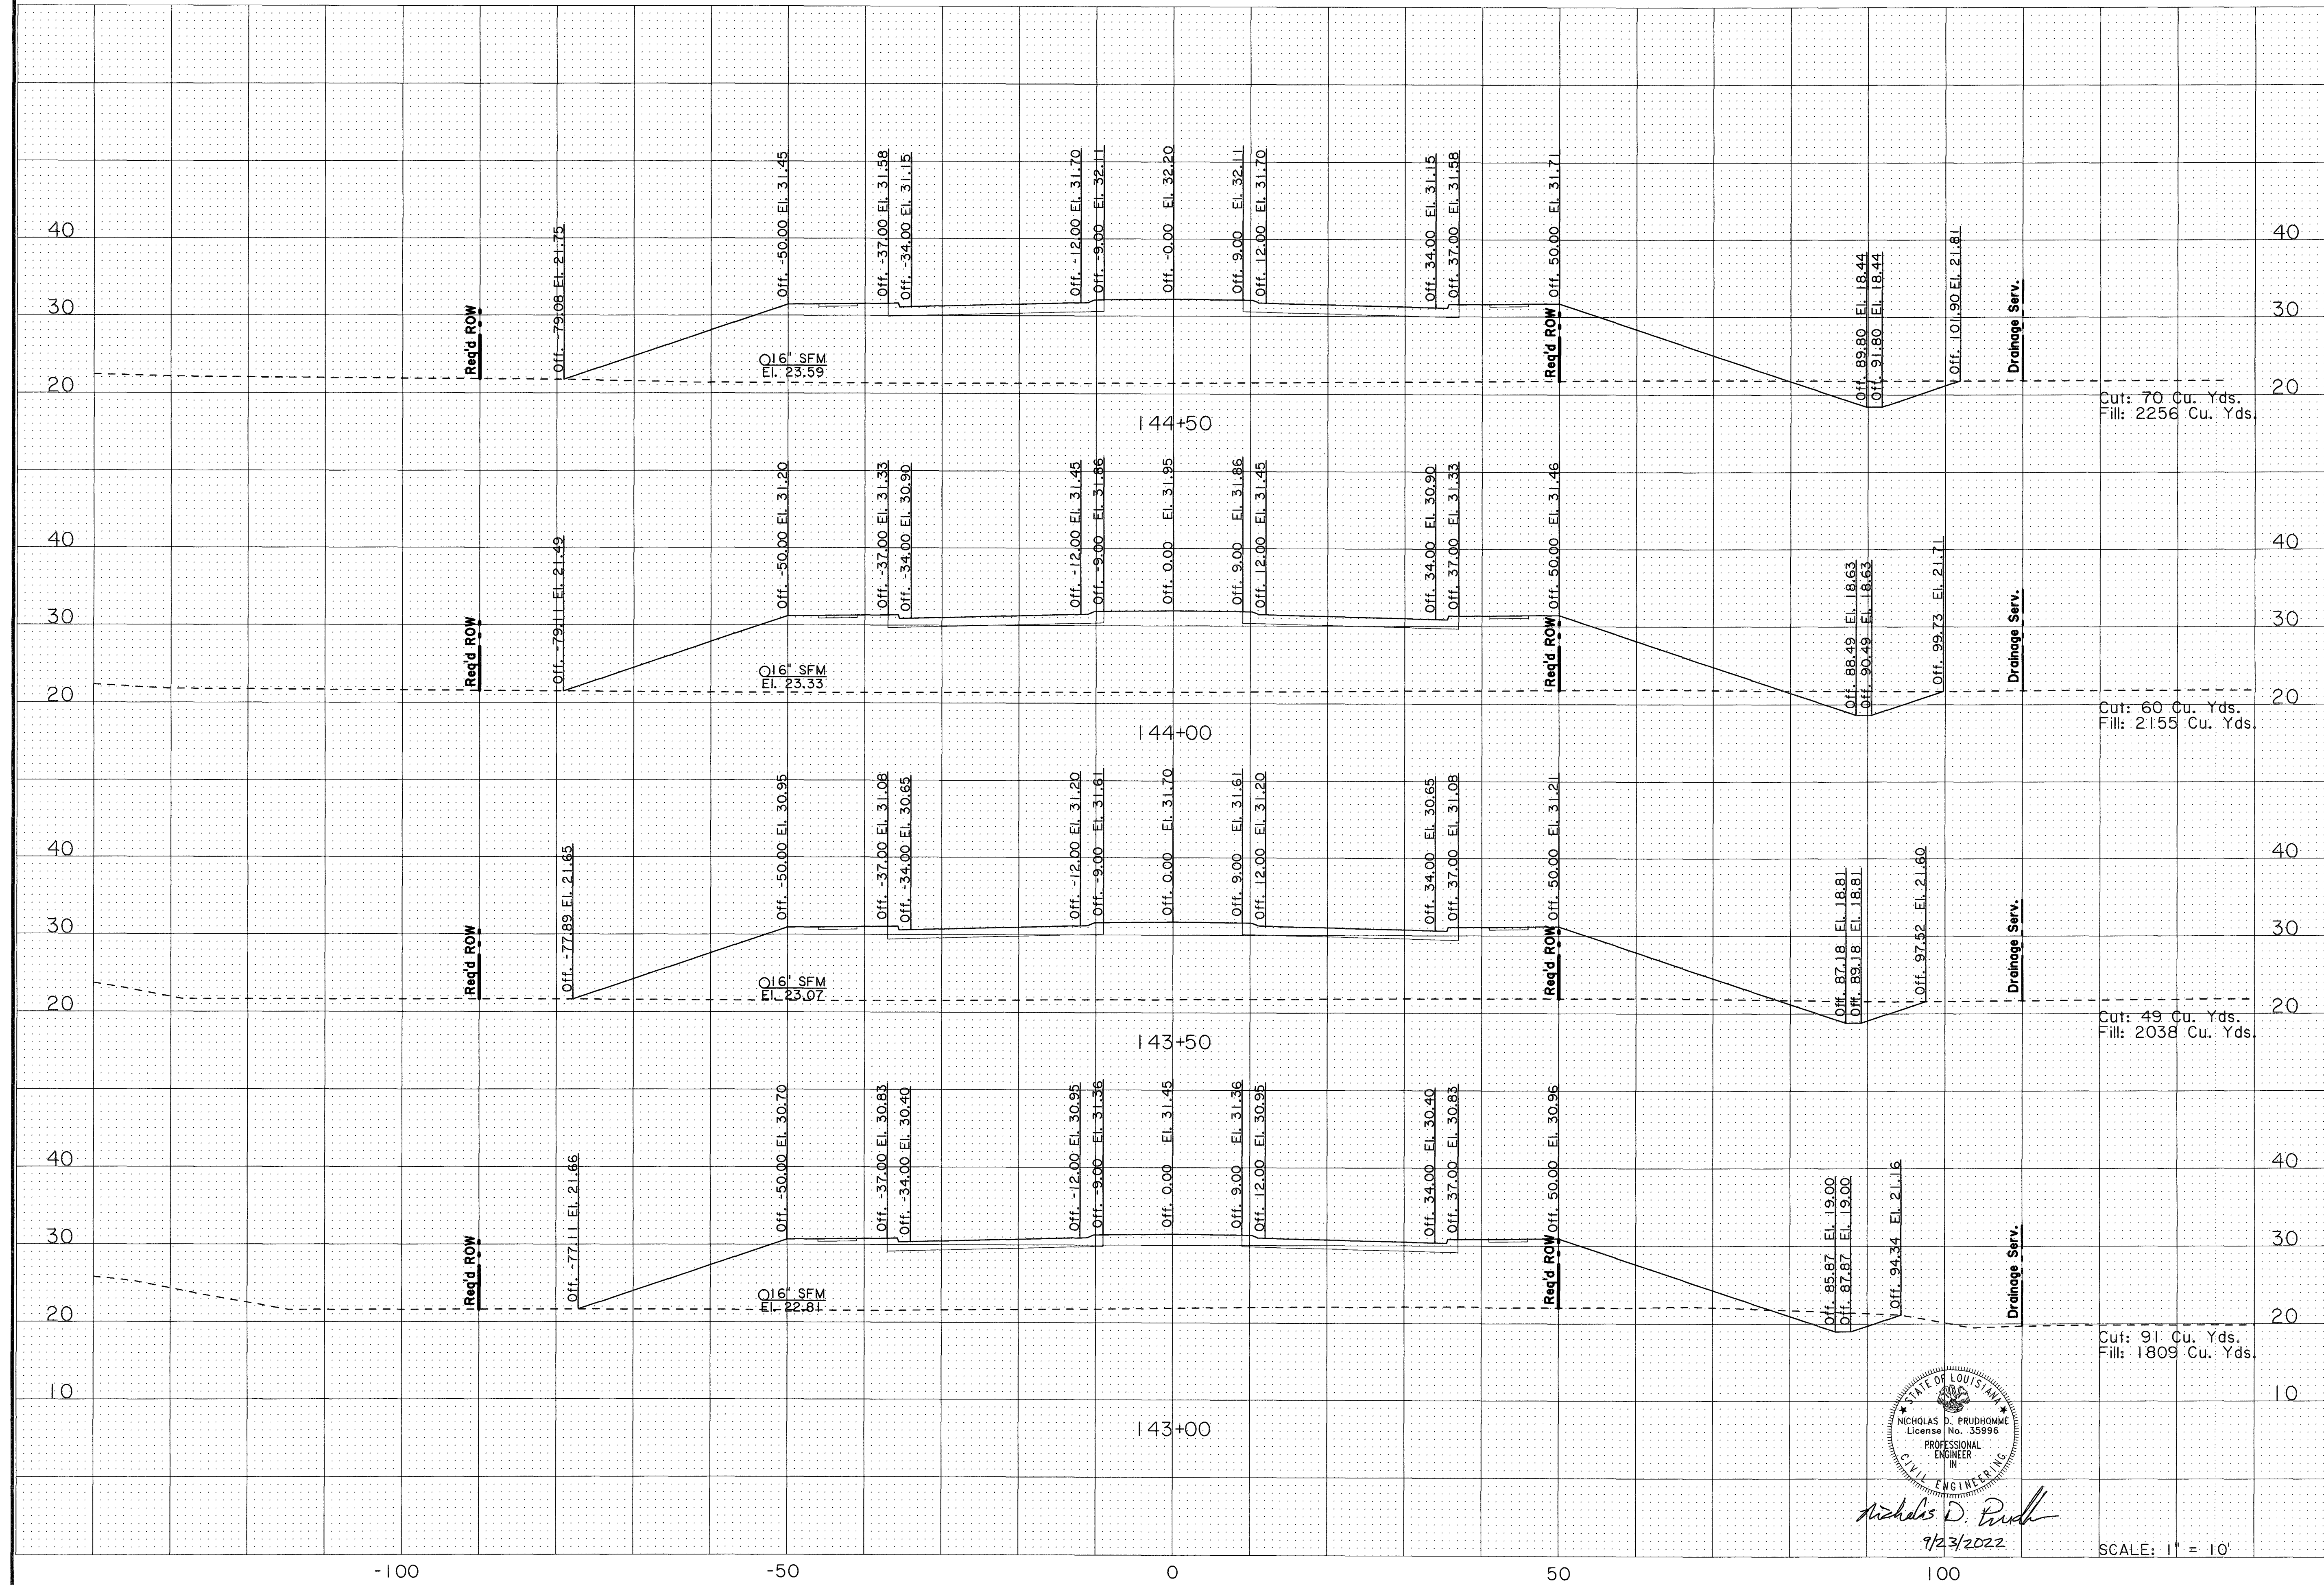 Off. -79.08 El. 21.75
Off. -50.00 El. 31.45
Off. -37.00 El. 31.58
Off. -34.00 El. 31.15
Off. -12.00 El. 31.70
Off. -9.00 El. 32.11
Off. -0.00 El. 32.20
Off. 9.00 El. 32.11
Off. 12.00 El. 31.70
Off. 34.00 El. 31.15
Off. 37.00 El. 31.58
Off. 50.00 El. 31.71
Off. 89.80 El. 18.44
Off. 91.80 El. 18.44
Off. 101.90 El. 21.81
40
40
30
30
20
20
Req'd ROW
16" SFM
El. 23.59
Req'd ROW
Drainage Serv.
Cut: 70 Cu. Yds.
Fill: 2256 Cu. Yds.
144+50
Off. -79.11 El. 21.49
Off. -50.00 El. 31.20
Off. -37.00 El. 31.33
Off. -34.00 El. 30.90
Off. -12.00 El. 31.45
Off. -9.00 El. 31.86
Off. 0.00 El. 31.95
Off. 9.00 El. 31.86
Off. 12.00 El. 31.45
Off. 34.00 El. 30.90
Off. 37.00 El. 31.33
Off. 50.00 El. 31.46
Off. 88.49 El. 18.63
Off. 90.49 El. 18.63
Off. 99.73 El. 21.71
40
40
30
30
20
20
Req'd ROW
16" SFM
El. 23.33
Req'd ROW
Drainage Serv.
Cut: 60 Cu. Yds.
Fill: 2155 Cu. Yds.
144+00
Off. -77.89 El. 21.65
Off. -50.00 El. 30.95
Off. -37.00 El. 31.08
Off. -34.00 El. 30.65
Off. -12.00 El. 31.20
Off. -9.00 El. 31.61
Off. 0.00 El. 31.70
Off. 9.00 El. 31.61
Off. 12.00 El. 31.20
Off. 34.00 El. 30.65
Off. 37.00 El. 31.08
Off. 50.00 El. 31.21
Off. 87.18 El. 18.81
Off. 89.18 El. 18.81
Off. 97.52 El. 21.60
40
40
30
30
20
20
Req'd ROW
16" SFM
El. 23.07
Req'd ROW
Drainage Serv.
Cut: 49 Cu. Yds.
Fill: 2038 Cu. Yds.
143+50
Off. -77.11 El. 21.66
Off. -50.00 El. 30.70
Off. -37.00 El. 30.83
Off. -34.00 El. 30.40
Off. -12.00 El. 30.95
Off. -9.00 El. 31.36
Off. 0.00 El. 31.45
Off. 9.00 El. 31.36
Off. 12.00 El. 30.95
Off. 34.00 El. 30.40
Off. 37.00 El. 30.83
Off. 50.00 El. 30.96
Off. 85.87 El. 19.00
Off. 87.87 El. 19.00
Off. 94.34 El. 21.16
40
40
30
30
20
20
10
10
Req'd ROW
16" SFM
El. 22.81
Req'd ROW
Drainage Serv.
Cut: 91 Cu. Yds.
Fill: 1809 Cu. Yds.
143+00
STATE OF LOUISIANA
NICHOLAS D. PRUDHOMME
License No. 35996
PROFESSIONAL
ENGINEER
IN
CIVIL ENGINEERING
Nicholas D. Prudh
9/23/2022
SCALE: 1" = 10'
-100
-50
0
50
100